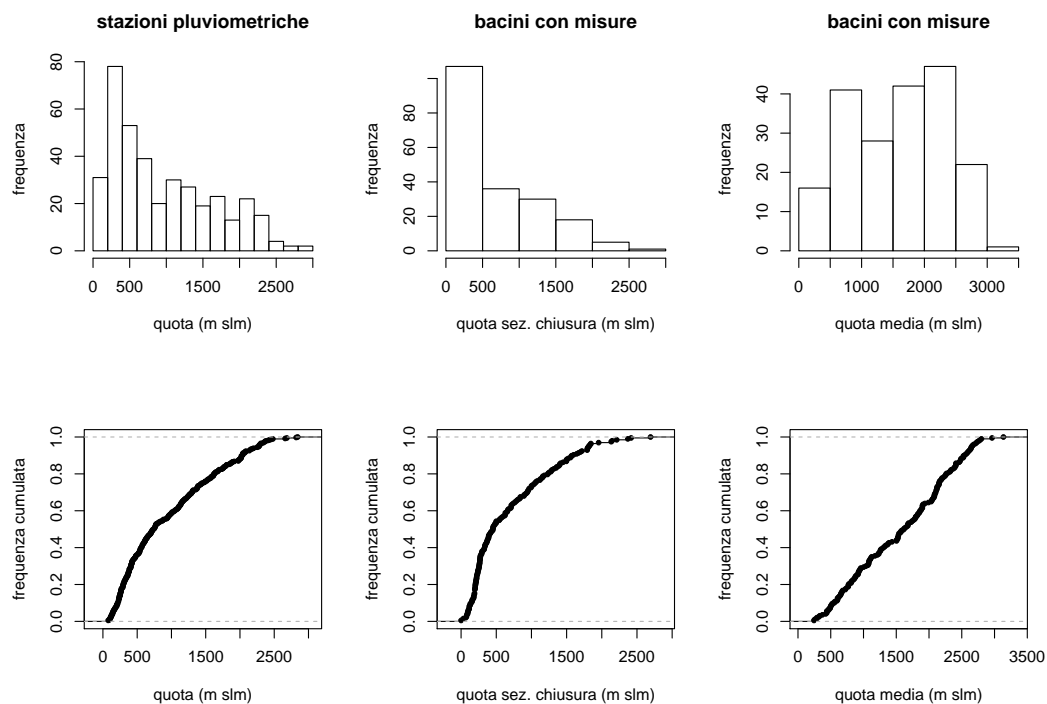 stazioni pluviometriche
frequenza
0 20 40 60 80
0 500 1500 2500
quota (m slm)
bacini con misure
frequenza
0 20 40 60 80
0 500 1500 2500
quota sez. chiusura (m slm)
bacini con misure
frequenza
0 10 20 30 40
0 1000 2000 3000
quota media (m slm)
frequenza cumulata
0.0 0.2 0.4 0.6 0.8 1.0
0 500 1500 2500
quota (m slm)
frequenza cumulata
0.0 0.2 0.4 0.6 0.8 1.0
0 500 1500 2500
quota sez. chiusura (m slm)
frequenza cumulata
0.0 0.2 0.4 0.6 0.8 1.0
0 500 1500 2500 3500
quota media (m slm)